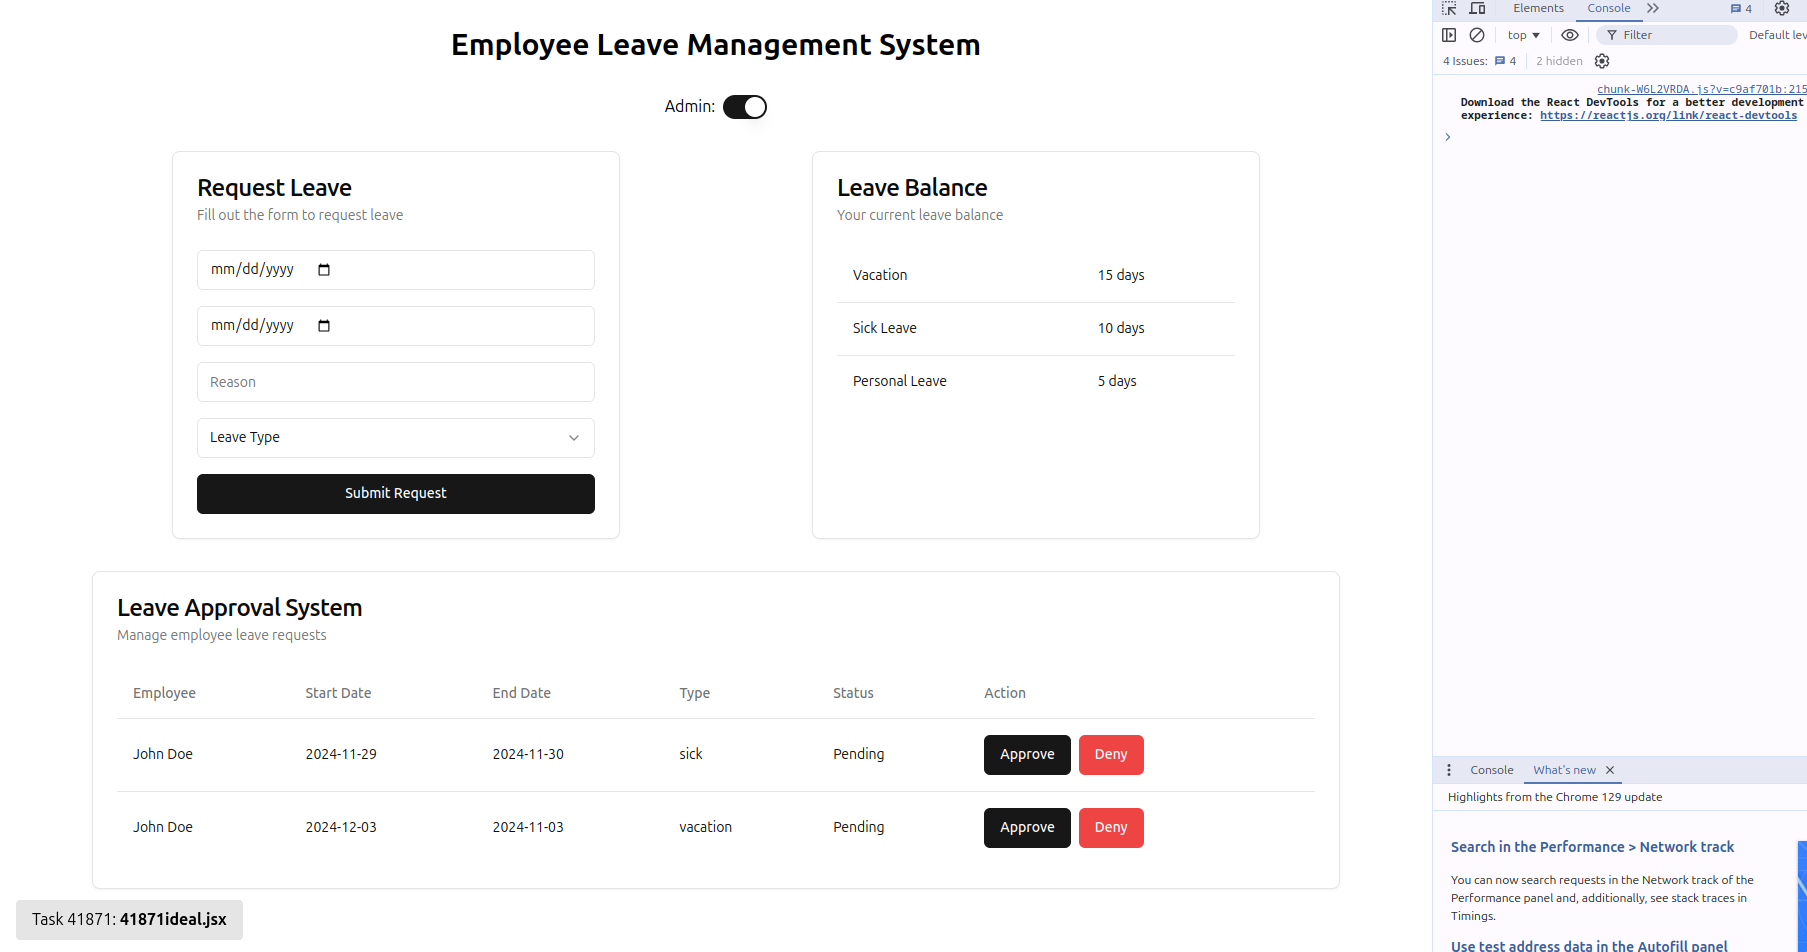 Employee Leave Management System
Admin:
Request Leave
Fill out the form to request leave
mm/dd/yyyy
mm/dd/yyyy
Reason
Leave Type
Submit Request
Leave Balance
Your current leave balance
Vacation 15 days
Sick Leave 10 days
Personal Leave 5 days
Leave Approval System
Manage employee leave requests
Employee Start Date End Date Type Status Action
John Doe 2024-11-29 2024-11-30 sick Pending Approve Deny
John Doe 2024-12-03 2024-11-03 vacation Pending Approve Deny
Task 41871: 41871ideal.jsx
Elements Console 4
top Filter Default lev
4 Issues: 4 2 hidden
chunk-W6L2VRDA.js?v=c9af701b:215
Download the React DevTools for a better development
experience: https://reactjs.org/link/react-devtools
Console What's new
Highlights from the Chrome 129 update
Search in the Performance > Network track
You can now search requests in the Network track of the
Performance panel and, additionally, see stack traces in
Timings.
Use test address data in the Autofill panel